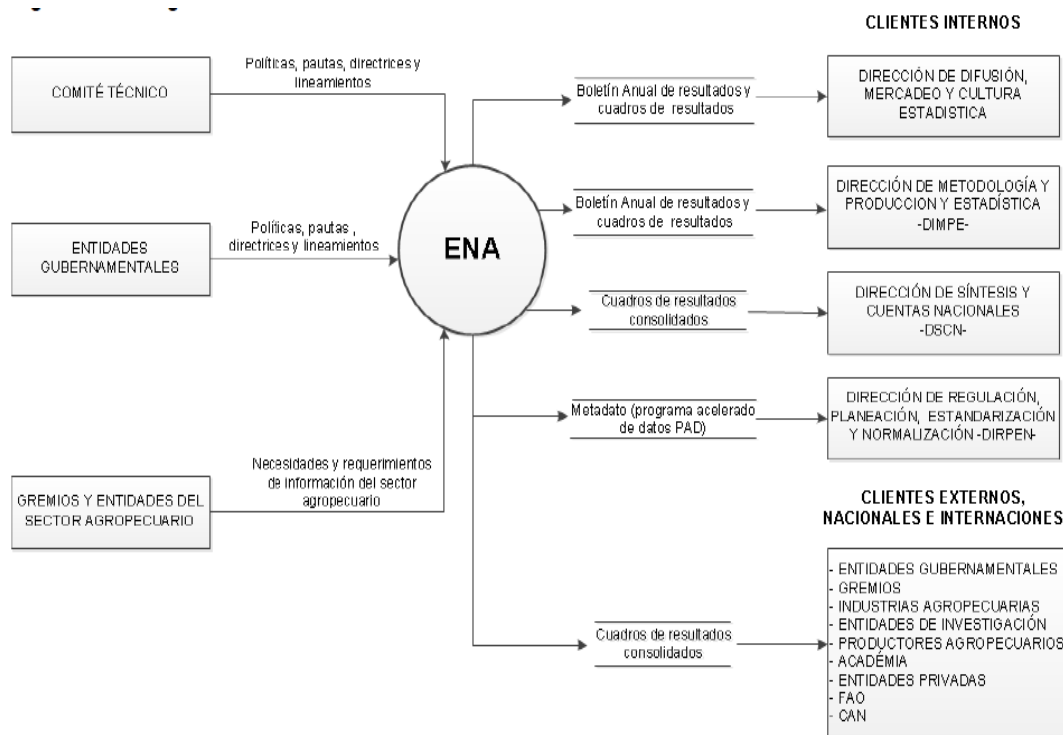 CLIENTES INTERNOS
COMITÉ TÉCNICO
Políticas, pautas, directrices y
lineamientos
Boletín Anual de resultados y
cuadros de resultados
DIRECCIÓN DE DIFUSIÓN,
MERCADEO Y CULTURA
ESTADISTICA
ENTIDADES
GUBERNAMENTALES
Políticas, pautas ,
directrices y lineamientos
ENA
Boletín Anual de resultados y
cuadros de resultados
DIRECCIÓN DE METODOLOGÍA Y
PRODUCCION Y ESTADÍSTICA
-DIMPE-
Cuadros de resultados
consolidados
DIRECCIÓN DE SÍNTESIS Y
CUENTAS NACIONALES
-DSCN-
Metadato (programa acelerado
de datos PAD)
DIRECCIÓN DE REGULACIÓN,
PLANEACIÓN, ESTANDARIZACIÓN
Y NORMALIZACIÓN -DIRPEN-
GREMIOS Y ENTIDADES DEL
SECTOR AGROPECUARIO
Necesidades y requerimientos
de información del sector
agropecuario
CLIENTES EXTERNOS,
NACIONALES E INTERNACIONES
Cuadros de resultados
consolidados
- ENTIDADES GUBERNAMENTALES
- GREMIOS
- INDUSTRIAS AGROPECUARIAS
- ENTIDADES DE INVESTIGACIÓN
- PRODUCTORES AGROPECUARIOS
- ACADÉMIA
- ENTIDADES PRIVADAS
- FAO
- CAN